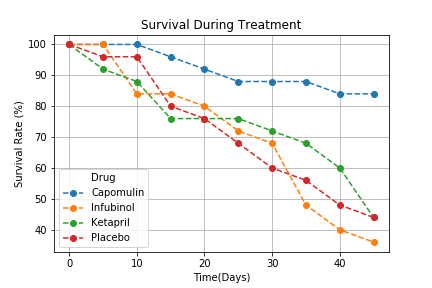 Survival During Treatment
100
90
80
70
60
50
40
Survival Rate (%)
Drug
Capomulin
Infubinol
Ketapril
Placebo
0
10
20
30
40
Time(Days)